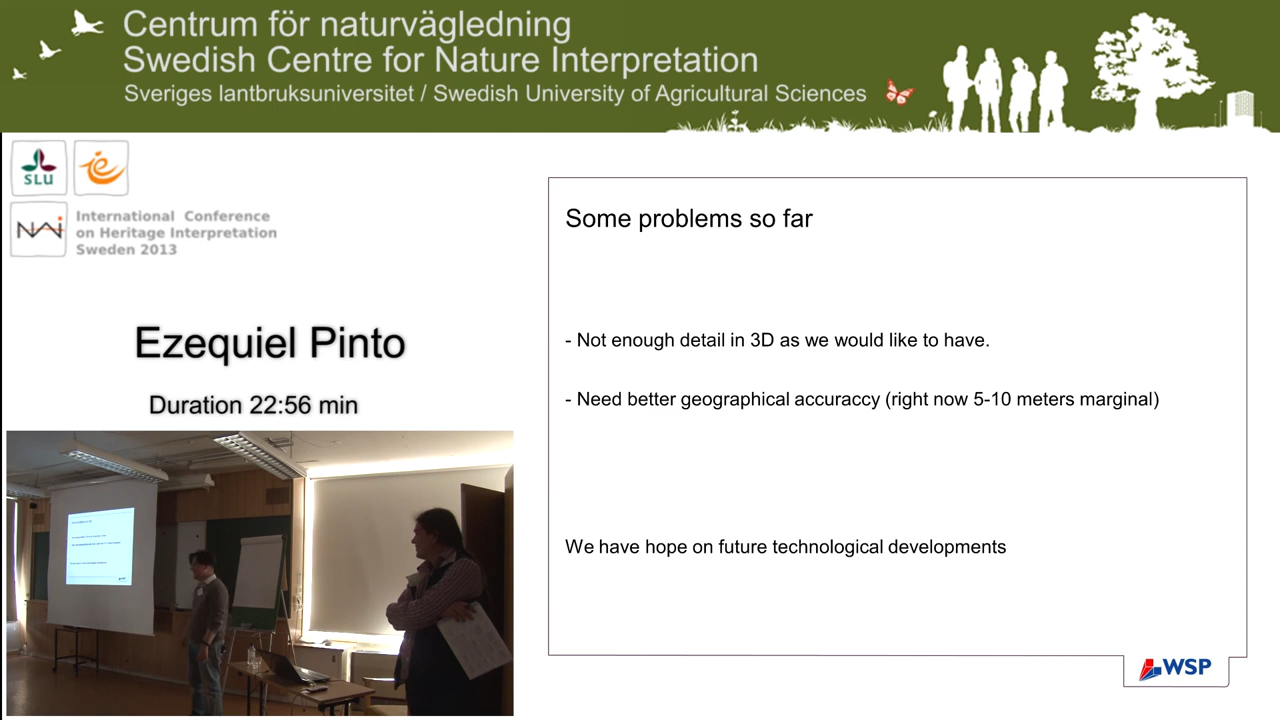 Centrum för naturvägledning
Swedish Centre for Nature Interpretation
Sveriges lantbruksuniversitet / Swedish University of Agricultural Sciences
SLU
NAi
International Conference
on Heritage Interpretation
Sweden 2013
Ezequiel Pinto
Duration 22:56 min
Some problems so far
- Not enough detail in 3D as we would like to have.
- Need better geographical accuraccy (right now 5-10 meters marginal)
We have hope on future technological developments
WSP